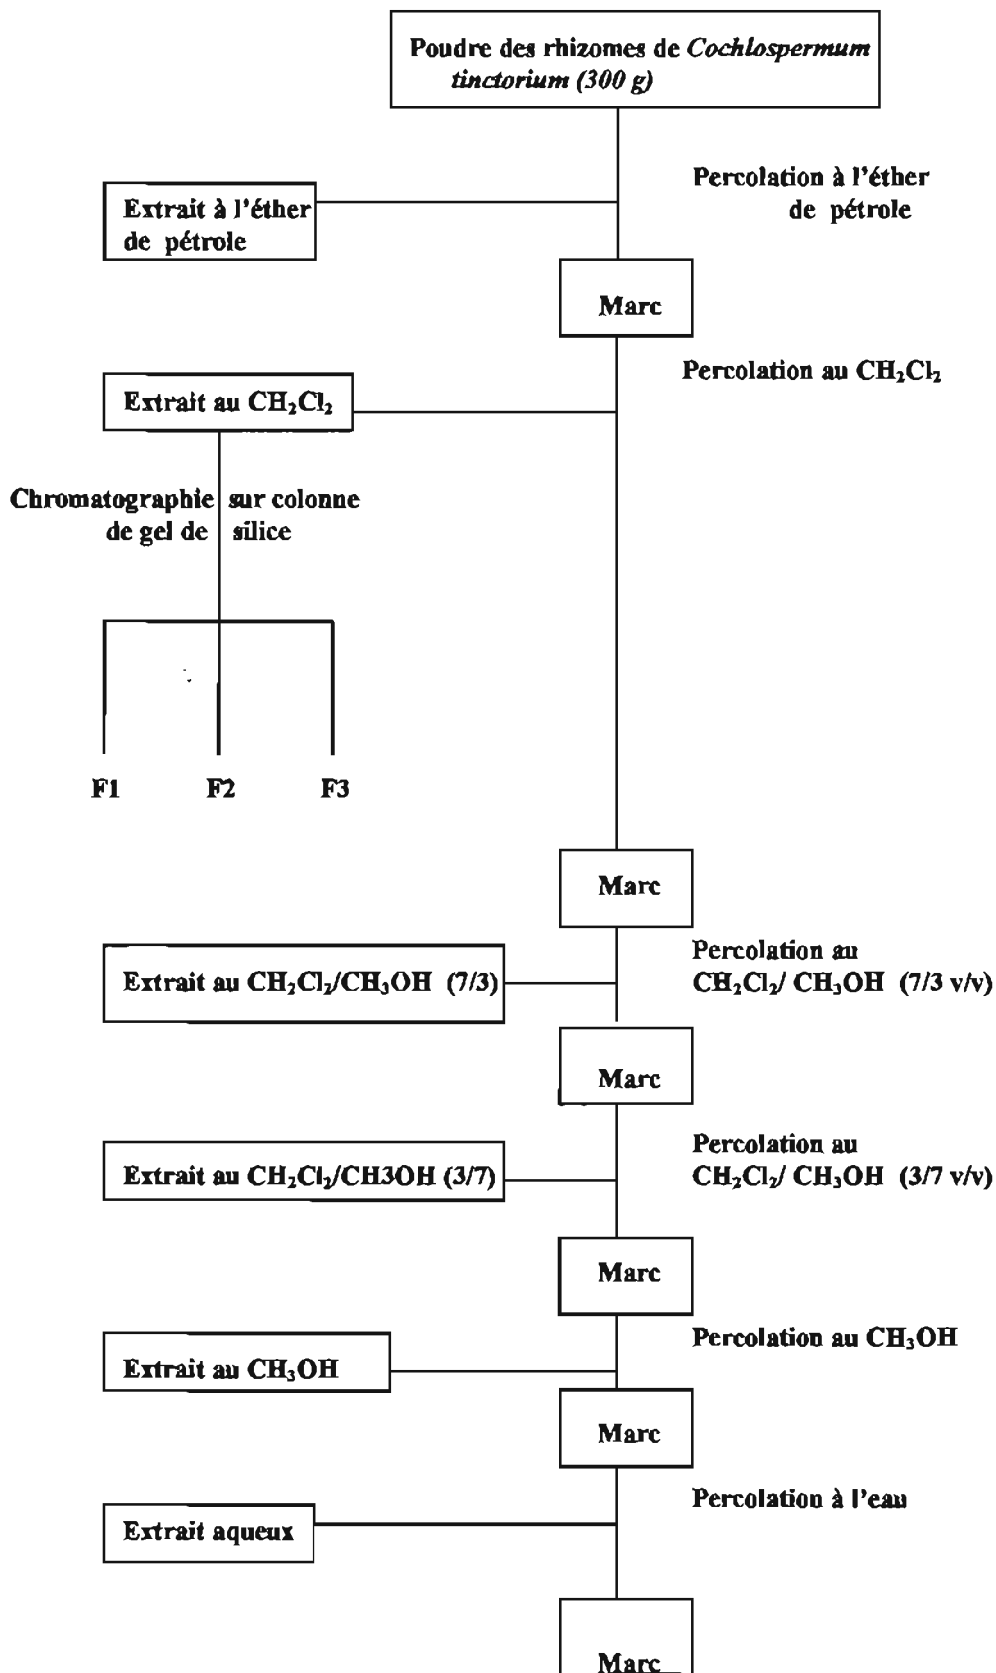 Poudre des rhizomes de Cochlospermum
tinctorium (300 g)
Percolation à l'éther
de pétrole
Extrait à l'éther
de pétrole
Marc
Percolation au CH₂Cl₂
Extrait au CH₂Cl₂
Chromatographie sur colonne
de gel de silice
F1 F2 F3
Marc
Percolation au
CH₂Cl₂/ CH₃OH (7/3 v/v)
Extrait au CH₂Cl₂/CH₃OH (7/3)
Marc
Percolation au
CH₂Cl₂/ CH₃OH (3/7 v/v)
Extrait au CH₂Cl₂/CH3OH (3/7)
Marc
Percolation au CH₃OH
Extrait au CH₃OH
Marc
Percolation à l'eau
Extrait aqueux
Marc